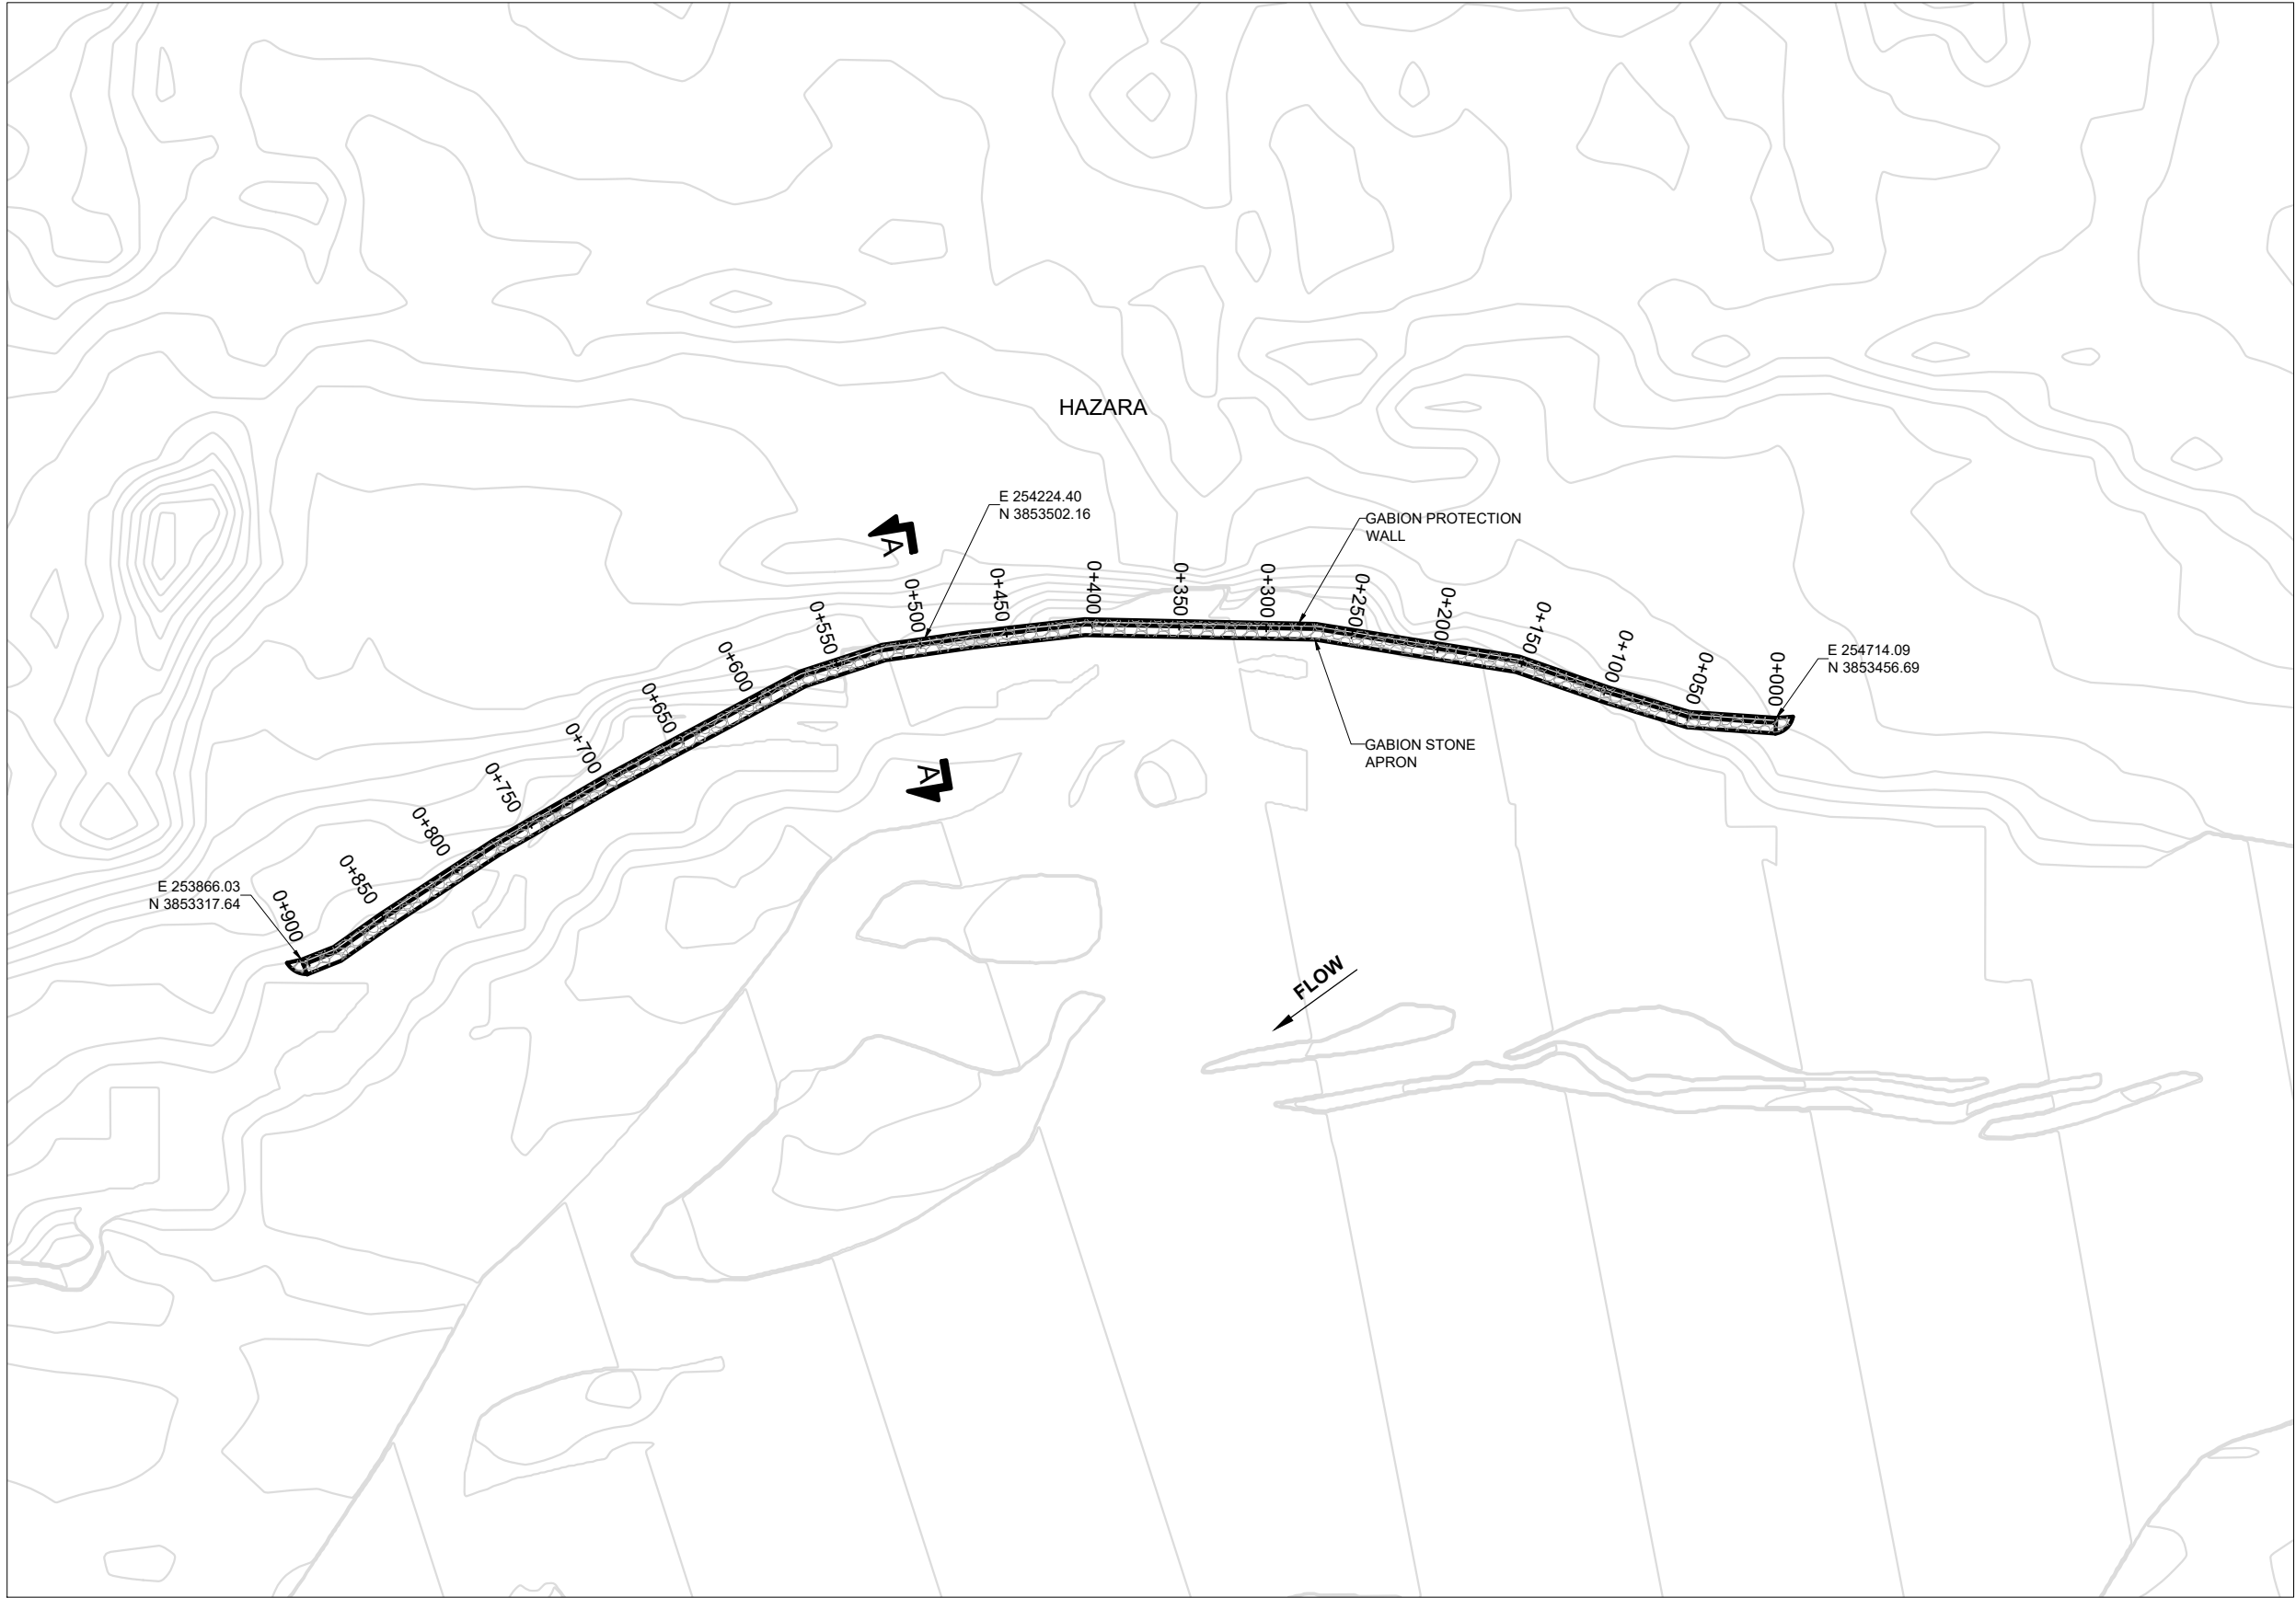 HAZARA
E 254224.40
N 3853502.16
GABION PROTECTION
WALL
A
0+500
0+450
0+400
0+350
0+300
0+250
0+200
0+150
0+100
0+050
0+000
E 254714.09
N 3853456.69
0+550
0+600
0+650
0+700
0+750
0+800
0+850
0+900
GABION STONE
APRON
A
E 253866.03
N 3853317.64
FLOW